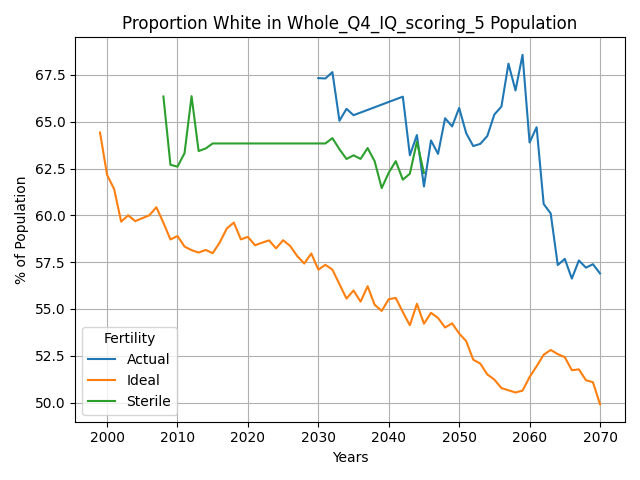 Proportion White in Whole_Q4_IQ_scoring_5 Population
% of Population
67.5
65.0
62.5
60.0
57.5
55.0
52.5
50.0
Fertility
Actual
Ideal
Sterile
2000 2010 2020 2030 2040 2050 2060 2070
Years